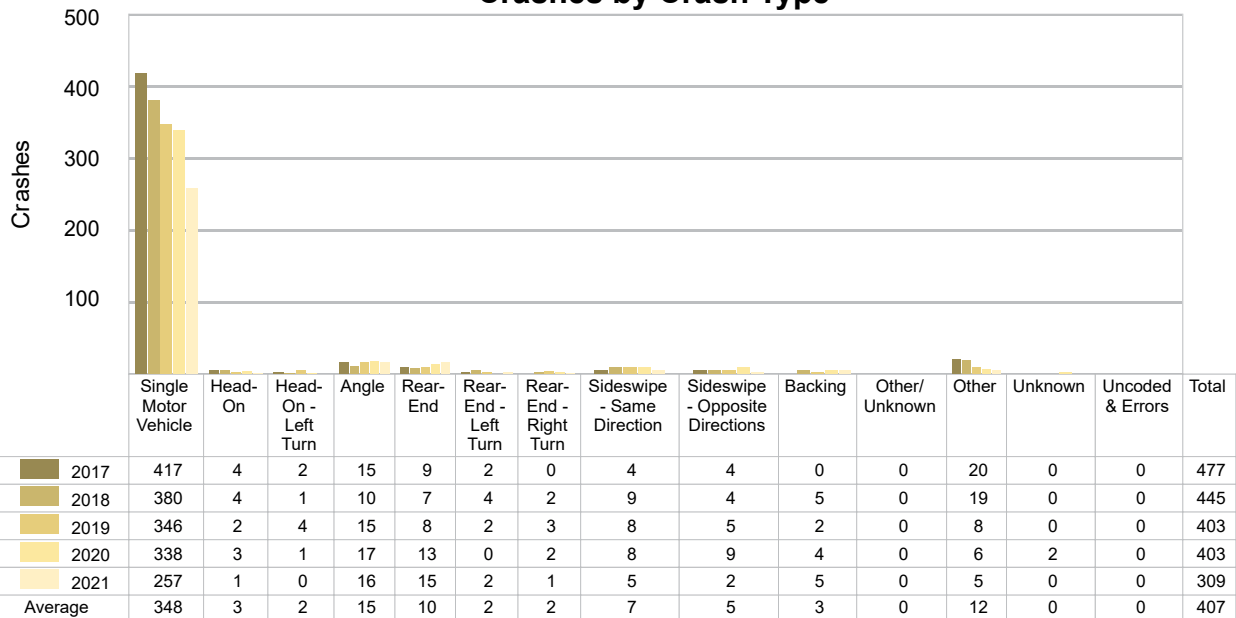 Crashes by Crash Type
500
400
300
200
100
Crashes
Single Motor Vehicle Head-On Head-On - Left Turn Angle Rear-End Rear-End - Left Turn Rear-End - Right Turn Sideswipe - Same Direction Sideswipe - Opposite Directions Backing Other/ Unknown Other Unknown Uncoded & Errors Total
2017 417 4 2 15 9 2 0 4 4 0 0 20 0 0 477
2018 380 4 1 10 7 4 2 9 4 5 0 19 0 0 445
2019 346 2 4 15 8 2 3 8 5 2 0 8 0 0 403
2020 338 3 1 17 13 0 2 8 9 4 0 6 2 0 403
2021 257 1 0 16 15 2 1 5 2 5 0 5 0 0 309
Average 348 3 2 15 10 2 2 7 5 3 0 12 0 0 407